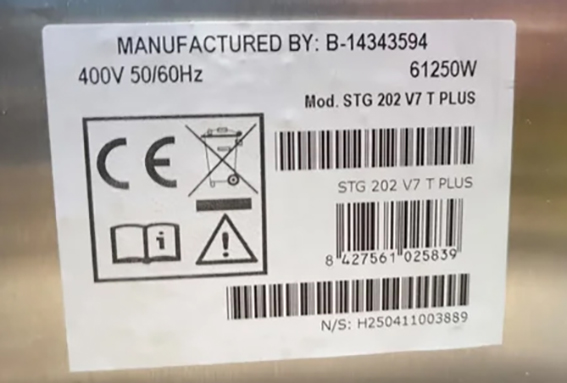 MANUFACTURED BY: B-14343594
400V 50/60Hz 61250W
Mod. STG 202 V7 T PLUS
CE
STG 202 V7 T PLUS
8 427561 025839
N/S: H250411003889